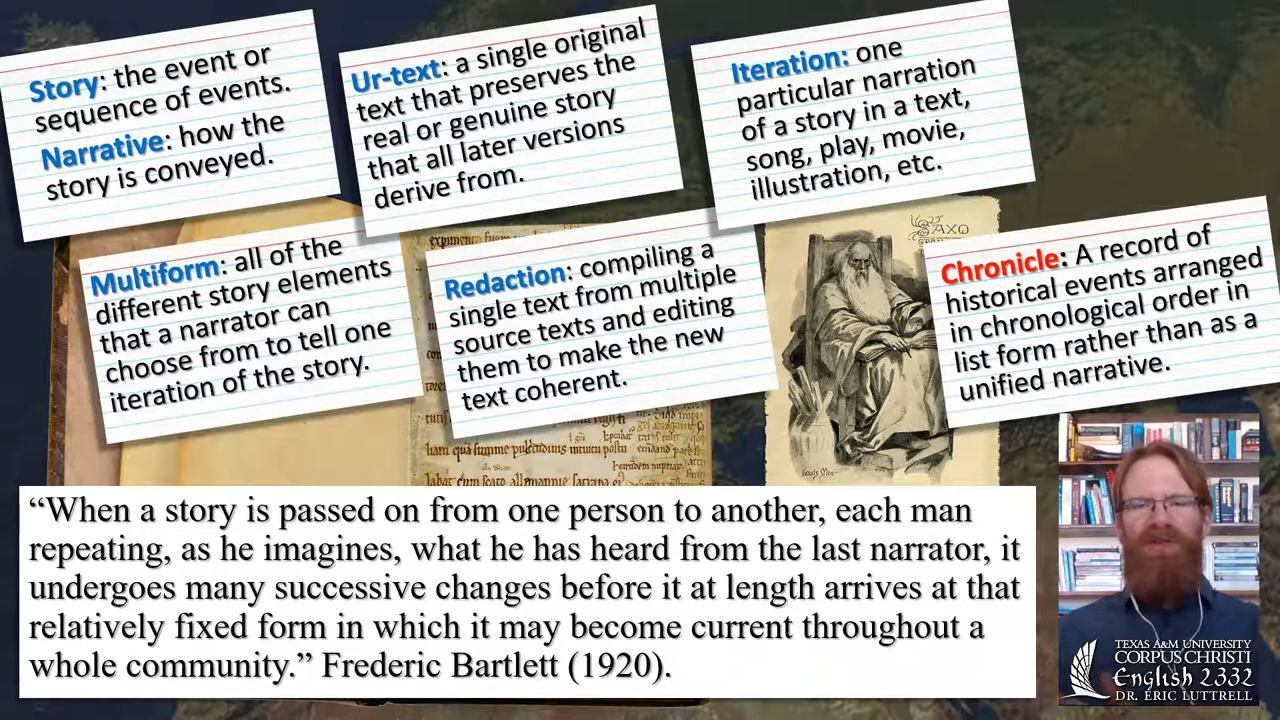 Story: the event or
sequence of events.
Narrative: how the
story is conveyed.
Ur-text: a single original
text that preserves the
real or genuine story
that all later versions
derive from.
Iteration: one
particular narration
of a story in a text,
song, play, movie,
illustration, etc.
Multiform: all of the
different story elements
that a narrator can
choose from to tell one
iteration of the story.
Redaction: compiling a
single text from multiple
source texts and editing
them to make the new
text coherent.
Chronicle: A record of
historical events arranged
in chronological order in
list form rather than as a
unified narrative.
SAXO
“When a story is passed on from one person to another, each man
repeating, as he imagines, what he has heard from the last narrator, it
undergoes many successive changes before it at length arrives at that
relatively fixed form in which it may become current throughout a
whole community.” Frederic Bartlett (1920).
TEXAS A&M UNIVERSITY
CORPUS CHRISTI
English 2332
DR. ERIC LUTTRELL